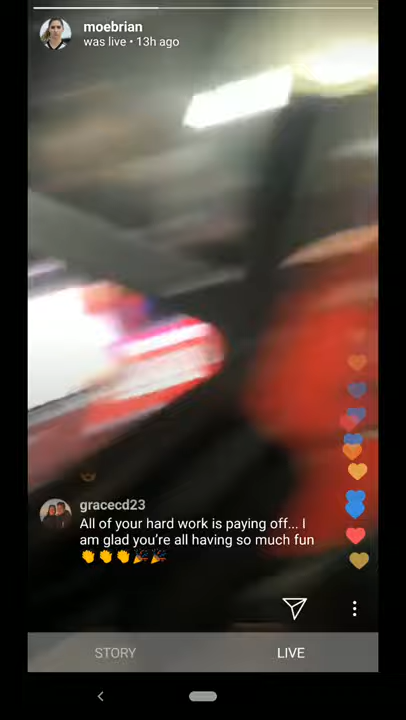 moebrian
was live • 13h ago
gracecd23
All of your hard work is paying off... I
am glad you're all having so much fun
👏👏👏🎉🎉
STORY
LIVE